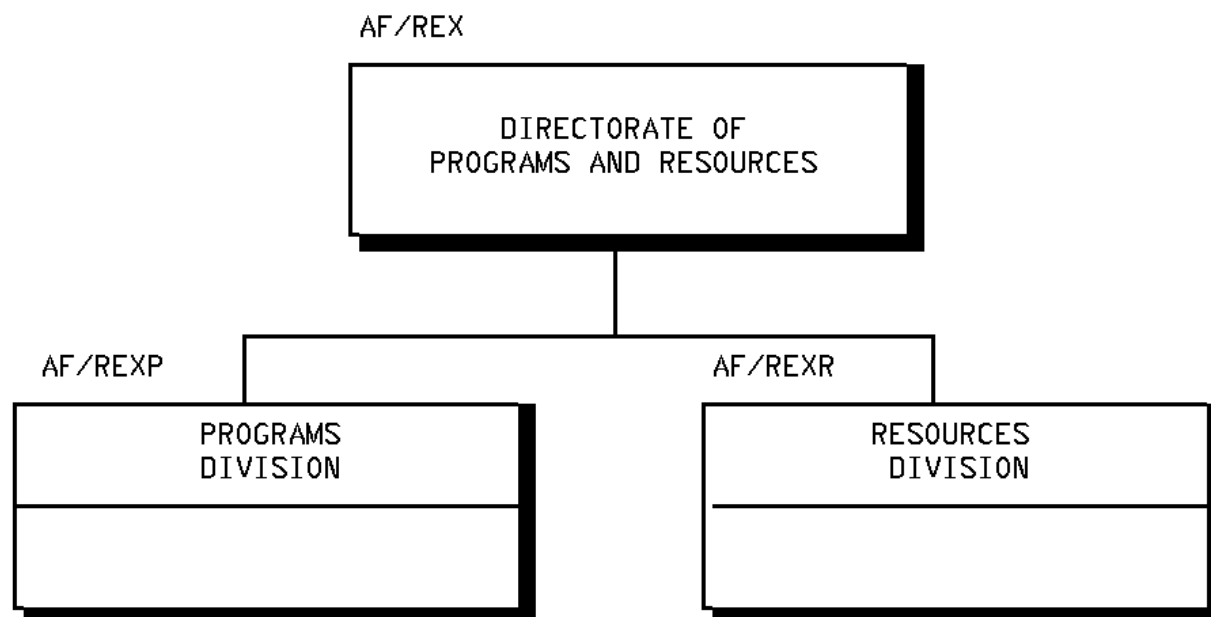 AF/REX
DIRECTORATE OF
PROGRAMS AND RESOURCES
AF/REXP
AF/REXR
PROGRAMS
DIVISION
RESOURCES
DIVISION